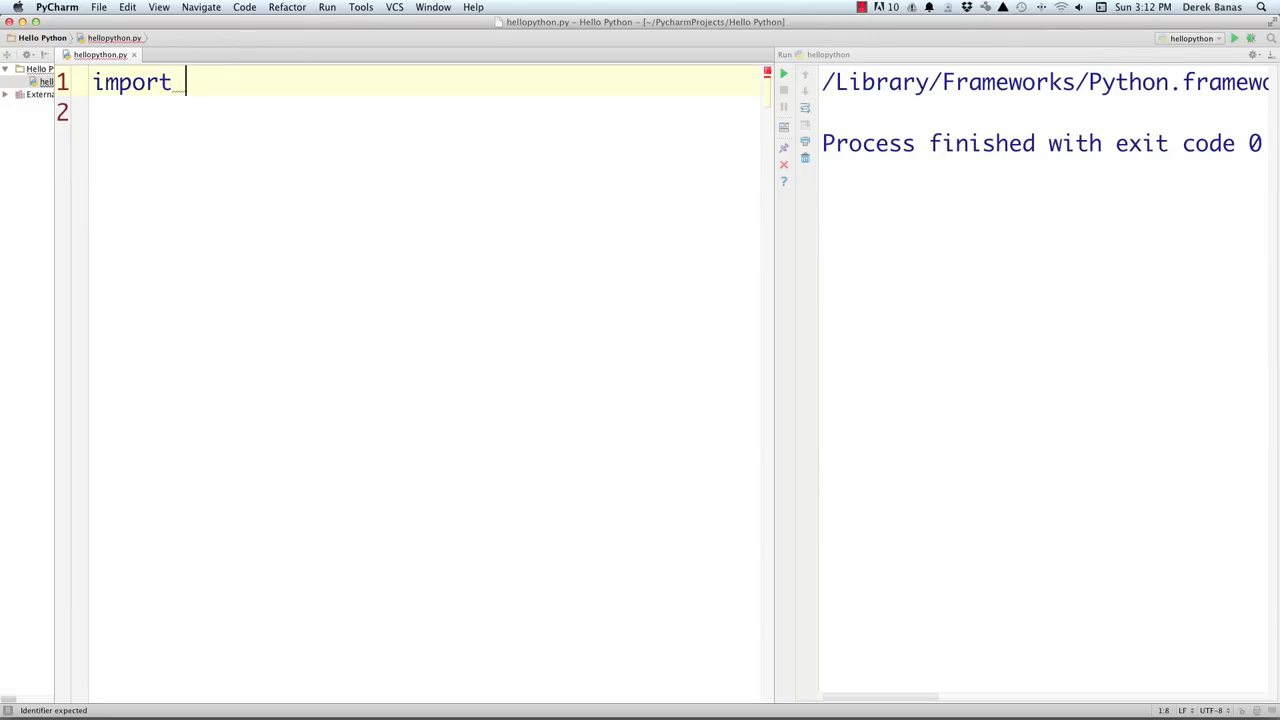 PyCharm File Edit View Navigate Code Refactor Run Tools VCS Window Help 10 Sun 3:12 PM Derek Banas
hellopython.py – Hello Python – [~/PycharmProjects/Hello Python]
Hello Python hellopython.py hellopython
hellopython.py × Run hellopython
Hello P
hell
Externa
1 import
2
/Library/Frameworks/Python.framewo
Process finished with exit code 0
Identifier expected 1:8 LF UTF-8